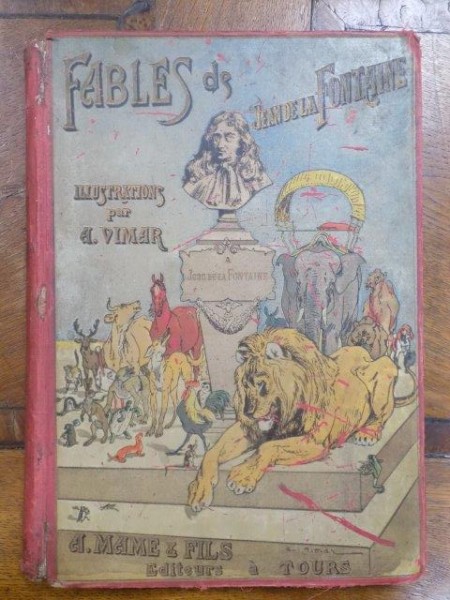 FABLES de
JEAN DE LA FONTAINE
ILLUSTRATIONS
par
A. VIMAR
A
JEAN DE LA FONTAINE
A. MAME & FILS
Editeurs à TOURS